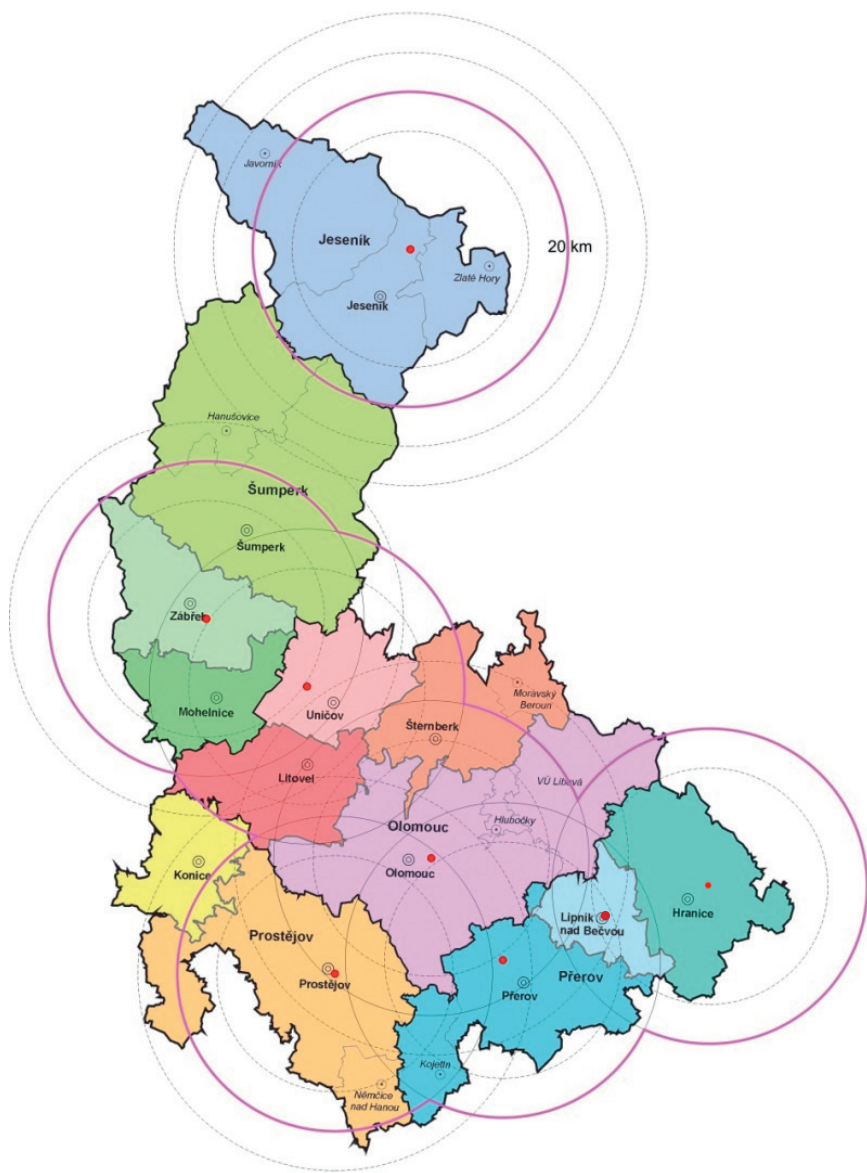 Javorník
Jeseník
20 km
Zlaté Hory
Jeseník
Hanušovice
Šumperk
Šumperk
Zábřeh
Mohelnice
Uničov
Moravský
Beroun
Šternberk
Litovel
VÚ Libavá
Olomouc
Hlubočky
Konice
Olomouc
Hranice
Lipník
nad Bečvou
Prostějov
Prostějov
Přerov
Přerov
Kojetín
Němčice
nad Hanou